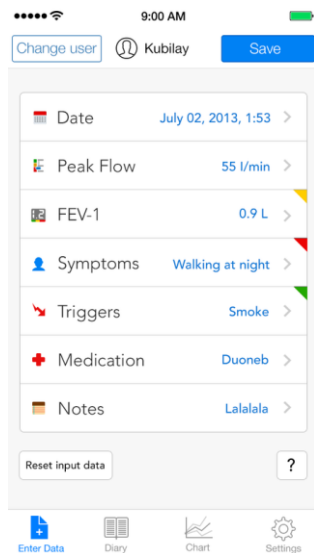 9:00 AM
Change user Kubilay Save
Date July 02, 2013, 1:53
Peak Flow 55 l/min
FEV-1 0.9 L
Symptoms Walking at night
Triggers Smoke
Medication Duoneb
Notes Lalalala
Reset input data ?
Enter Data Diary Chart Settings